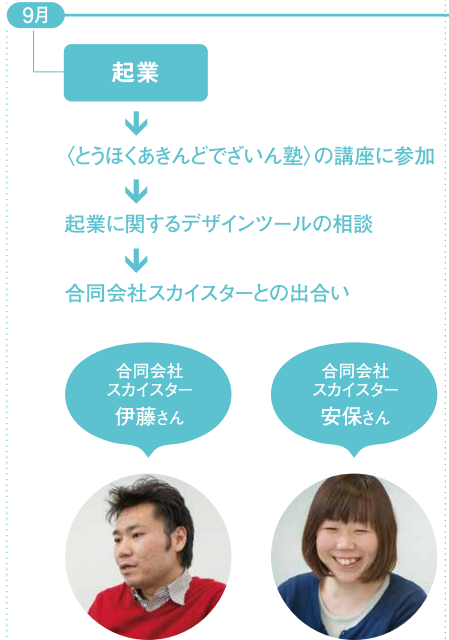 9月
起業
〈とうほくあきんどでざいん塾〉の講座に参加
起業に関するデザインツールの相談
合同会社スカイスターとの出合い
合同会社
スカイスター
伊藤さん
合同会社
スカイスター
安保さん